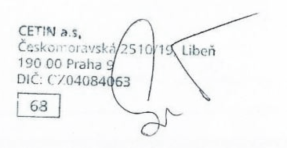 CETIN a.s.
Českomoravská 2510/19, Libeň
190 00 Praha 9
DIČ: CZ04084063
68